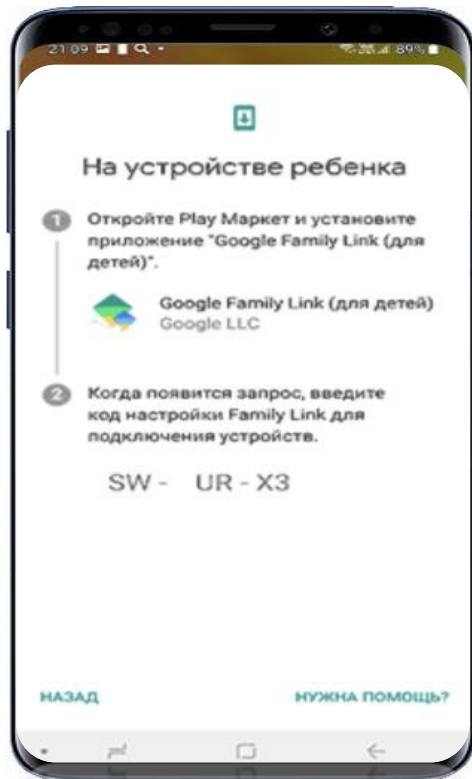 21 09 89%
На устройстве ребенка
1 Откройте Play Маркет и установите
приложение "Google Family Link (для
детей)".
Google Family Link (для детей)
Google LLC
2 Когда появится запрос, введите
код настройки Family Link для
подключения устройств.
SW - UR - X3
НАЗАД НУЖНА ПОМОЩЬ?